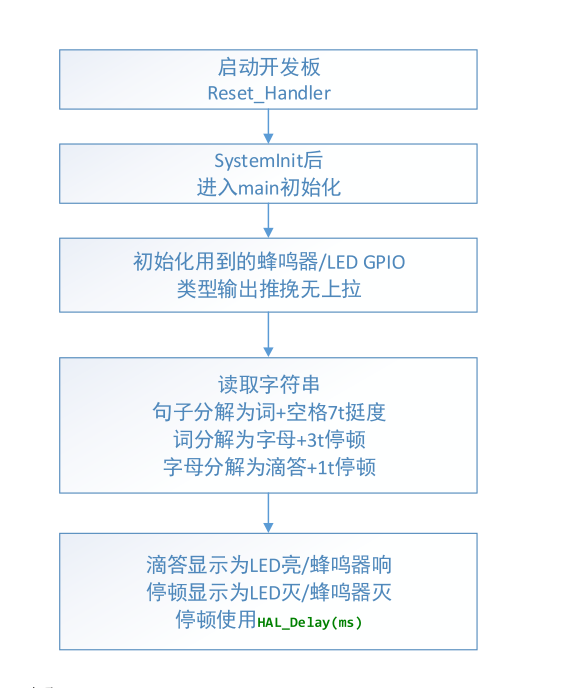 启动开发板
Reset_Handler
SystemInit后
进入main初始化
初始化用到的蜂鸣器/LED GPIO
类型输出推挽无上拉
读取字符串
句子分解为词+空格7t挺度
词分解为字母+3t停顿
字母分解为滴答+1t停顿
滴答显示为LED亮/蜂鸣器响
停顿显示为LED灭/蜂鸣器灭
停顿使用HAL_Delay(ms)